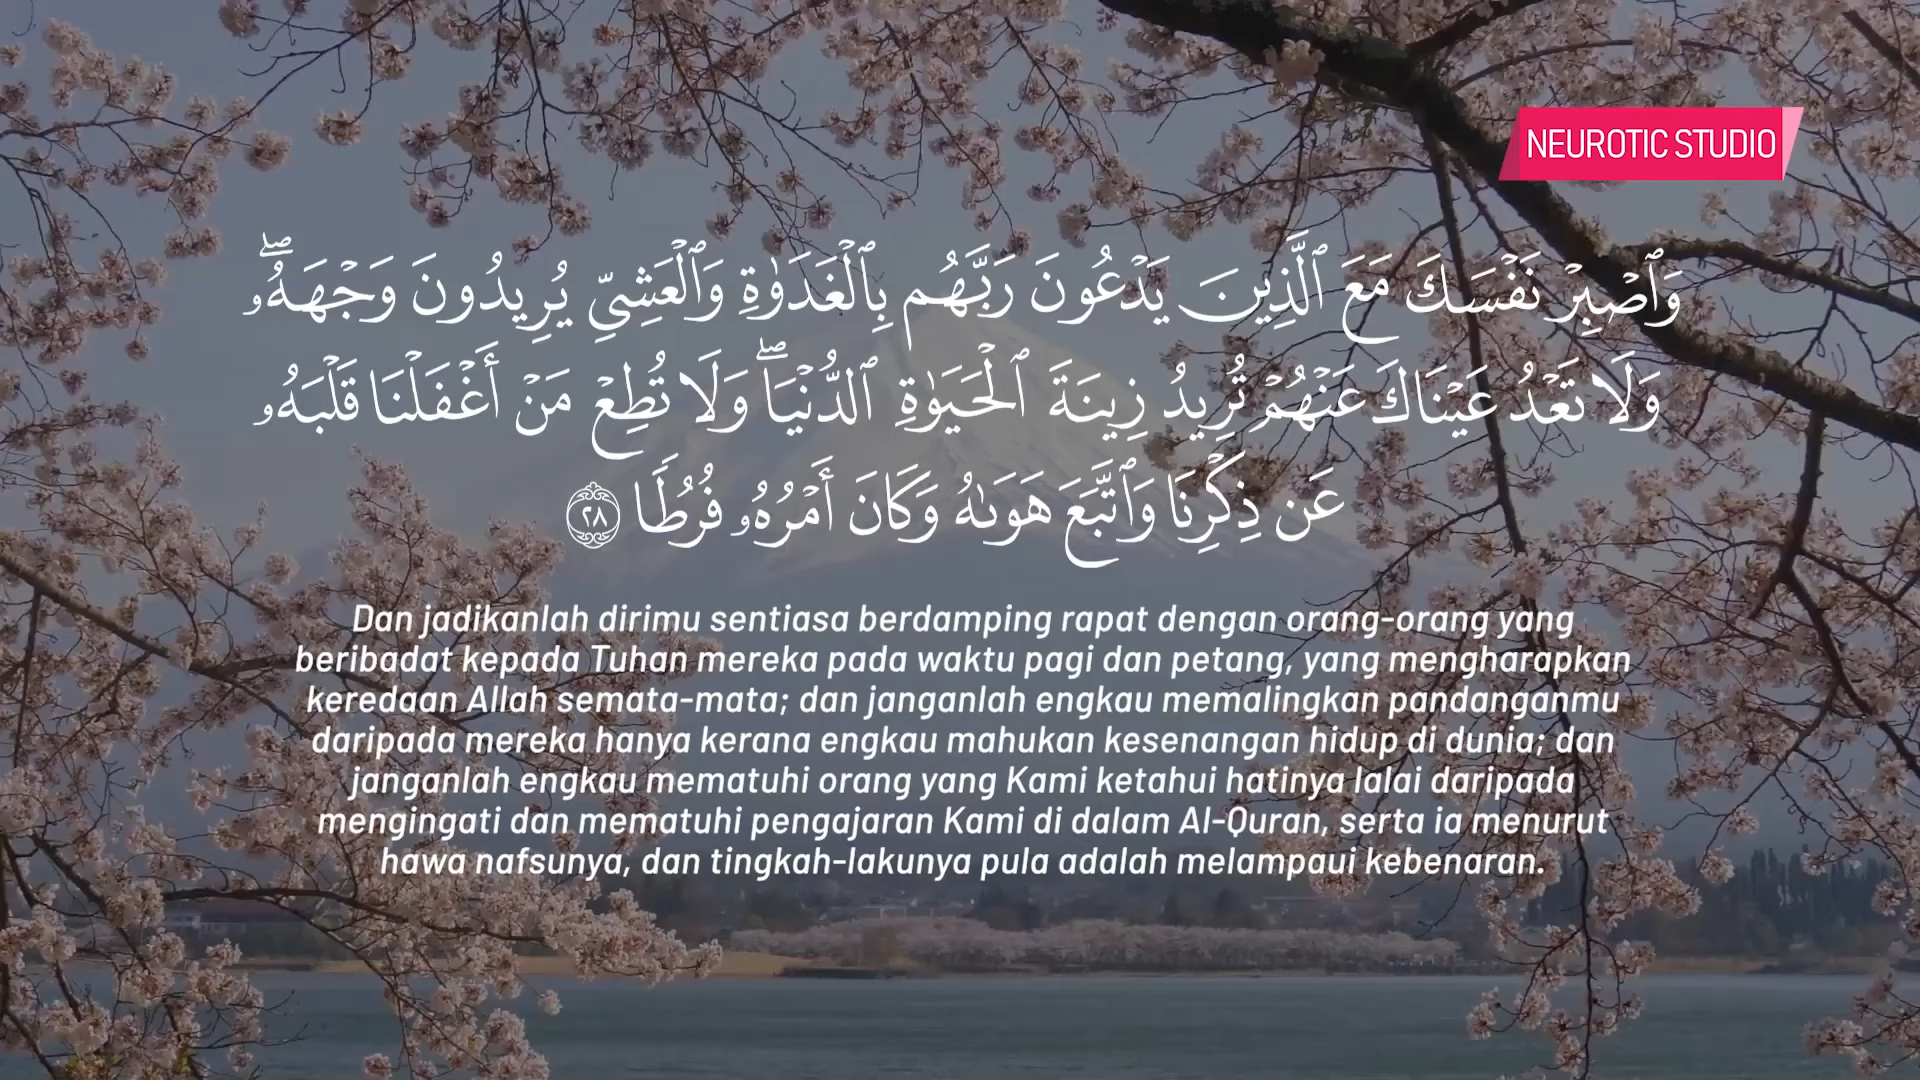 NEUROTIC STUDIO
وَٱصْبِرْ نَفْسَكَ مَعَ ٱلَّذِينَ يَدْعُونَ رَبَّهُم بِٱلْغَدَوٰةِ وَٱلْعَشِىِّ يُرِيدُونَ وَجْهَهُۥ ۖ
وَلَا تَعْدُ عَيْنَاكَ عَنْهُمْ تُرِيدُ زِينَةَ ٱلْحَيَوٰةِ ٱلدُّنْيَا ۖ وَلَا تُطِعْ مَنْ أَغْفَلْنَا قَلْبَهُۥ
عَن ذِكْرِنَا وَٱتَّبَعَ هَوَىٰهُ وَكَانَ أَمْرُهُۥ فُرُطًا ٢٨
Dan jadikanlah dirimu sentiasa berdamping rapat dengan orang-orang yang
beribadat kepada Tuhan mereka pada waktu pagi dan petang, yang mengharapkan
keredaan Allah semata-mata; dan janganlah engkau memalingkan pandanganmu
daripada mereka hanya kerana engkau mahukan kesenangan hidup di dunia; dan
janganlah engkau mematuhi orang yang Kami ketahui hatinya lalai daripada
mengingati dan mematuhi pengajaran Kami di dalam Al-Quran, serta ia menurut
hawa nafsunya, dan tingkah-lakunya pula adalah melampaui kebenaran.